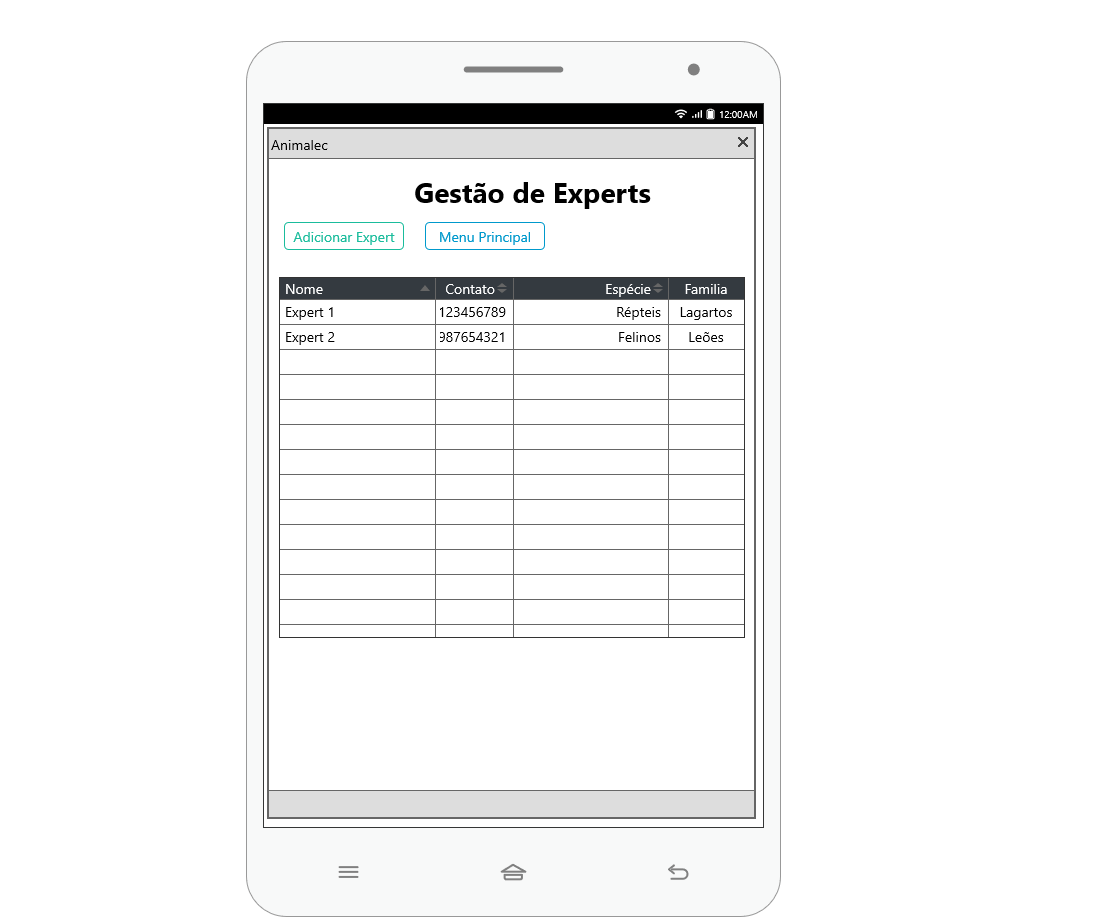 12:00AM
Animalec
Gestão de Experts
Adicionar Expert Menu Principal
Nome Contato Espécie Familia
Expert 1 123456789 Répteis Lagartos
Expert 2 987654321 Felinos Leões